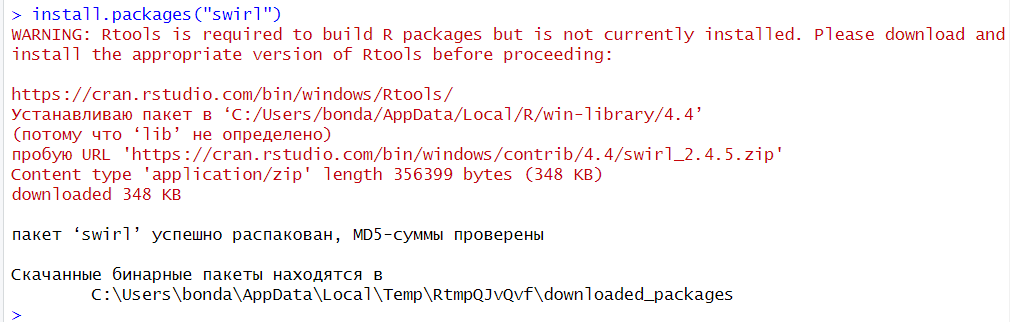 > install.packages("swirl")
WARNING: Rtools is required to build R packages but is not currently installed. Please download and
install the appropriate version of Rtools before proceeding:
https://cran.rstudio.com/bin/windows/Rtools/
Устанавливаю пакет в ‘C:/Users/bonda/AppData/Local/R/win-library/4.4’
(потому что ‘lib’ не определено)
пробую URL 'https://cran.rstudio.com/bin/windows/contrib/4.4/swirl_2.4.5.zip'
Content type 'application/zip' length 356399 bytes (348 KB)
downloaded 348 KB
пакет ‘swirl’ успешно распакован, MD5-суммы проверены
Скачанные бинарные пакеты находятся в
C:\Users\bonda\AppData\Local\Temp\RtmpQJvQvf\downloaded_packages
>